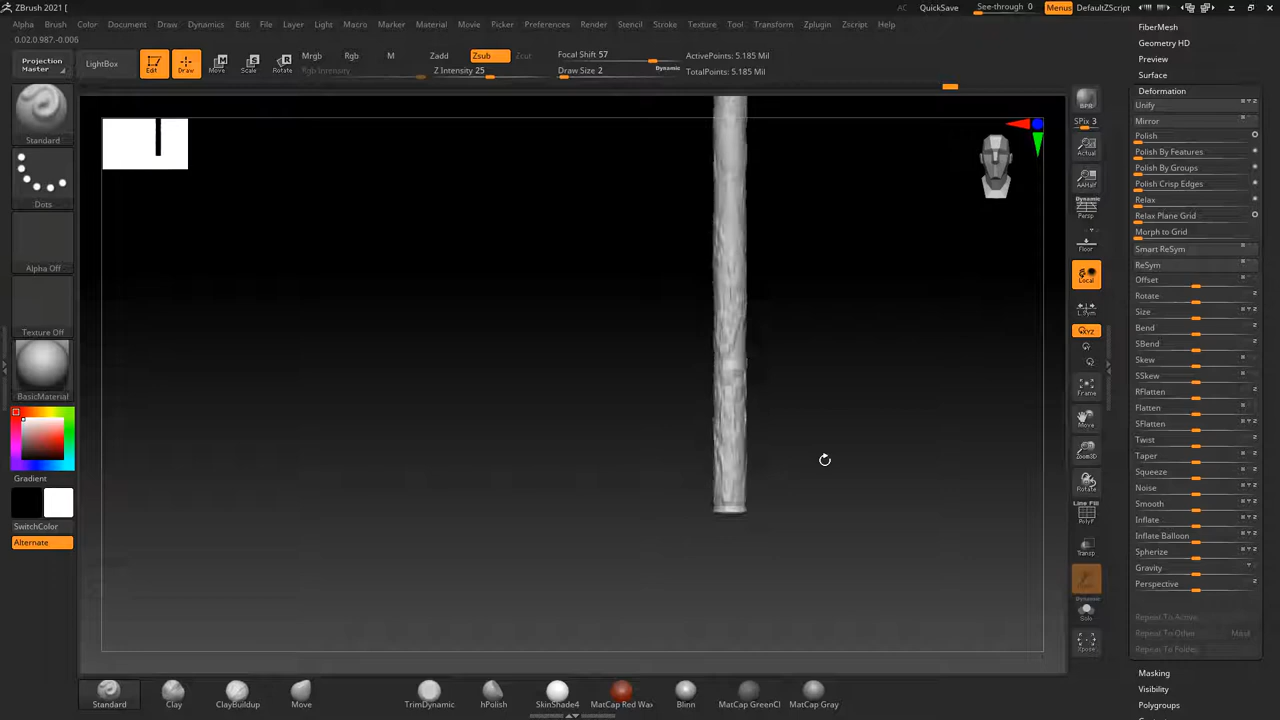 ZBrush 2021 [
AC QuickSave See-through 0 Menus DefaultZScript
Alpha Brush Color Document Draw Dynamics Edit File Layer Light Macro Marker Material Movie Picker Preferences Render Stencil Stroke Texture Tool Transform Zplugin Zscript Help
0.02.0.987.-0.006
Projection Master
LightBox
Edit
Draw
Move
Scale
Rotate
Mrgb Rgb M
Rgb Intensity
Zadd Zsub Zcut
Z Intensity 25
Focal Shift 57
Draw Size 2
Dynamic
ActivePoints: 5.185 Mil
TotalPoints: 5.185 Mil
Standard
Dots
Alpha Off
Texture Off
BasicMaterial
Gradient
SwitchColor
Alternate
BPR
SPix 3
Actual
AAHalf
Dynamic
Persp
Floor
Local
L.Sym
XYZ
Frame
Move
Zoom3D
Rotate
Line Fill
PolyF
Transp
Dynamic
Solo
Xpose
FiberMesh
Geometry HD
Preview
Surface
Deformation
Unify
Mirror
Polish
Polish By Features
Polish By Groups
Polish Crisp Edges
Relax
Relax Plane Grid
Morph to Grid
Smart ReSym
ReSym
Offset
Rotate
Size
Bend
SBend
Skew
SSkew
RFlatten
Flatten
SFlatten
Twist
Taper
Squeeze
Noise
Smooth
Inflate
Inflate Balloon
Spherize
Gravity
Perspective
Repeat To Active
Repeat To Other
Repeat To Folder
Masking
Visibility
Polygroups
Standard Clay ClayBuildup Move TrimDynamic hPolish SkinShade4 MatCap Red Wax Blinn MatCap GreenCl MatCap Gray